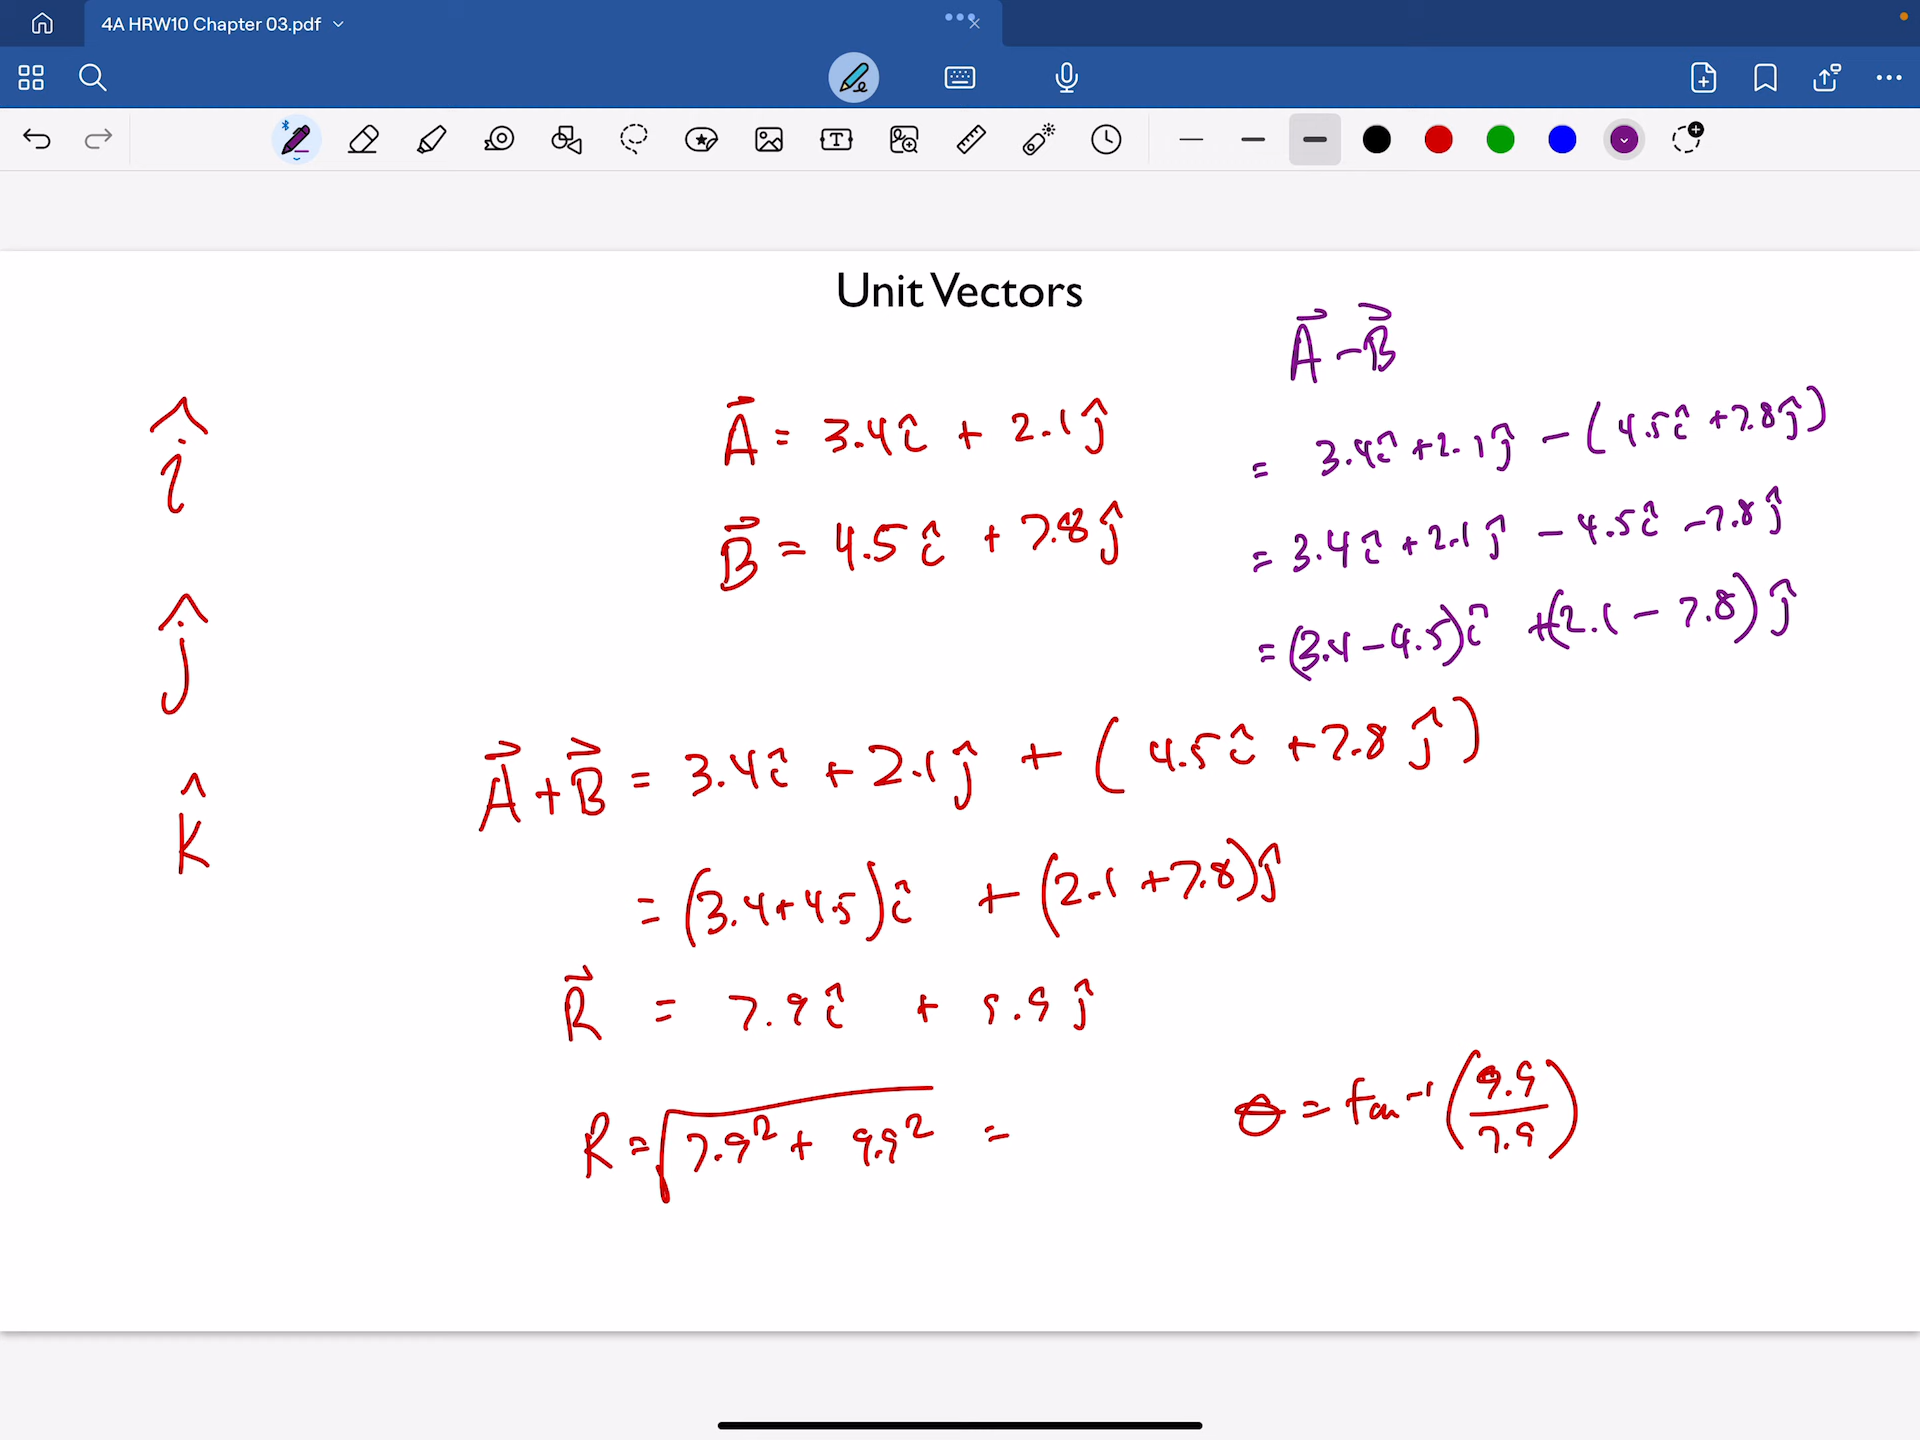 4A HRW10 Chapter 03.pdf
Unit Vectors
î
ĵ
k̂
A⃗ = 3.4î + 2.1ĵ
B⃗ = 4.5î + 7.8ĵ
A⃗ - B⃗
= 3.4î + 2.1ĵ - (4.5î + 7.8ĵ)
= 3.4î + 2.1ĵ - 4.5î - 7.8ĵ
= (3.4 - 4.5)î + (2.1 - 7.8)ĵ
A⃗ + B⃗ = 3.4î + 2.1ĵ + (4.5î + 7.8ĵ)
= (3.4 + 4.5)î + (2.1 + 7.8)ĵ
R⃗ = 7.9î + 9.9ĵ
R = √(7.9² + 9.9²) =
θ = tan⁻¹(9.9/7.9)